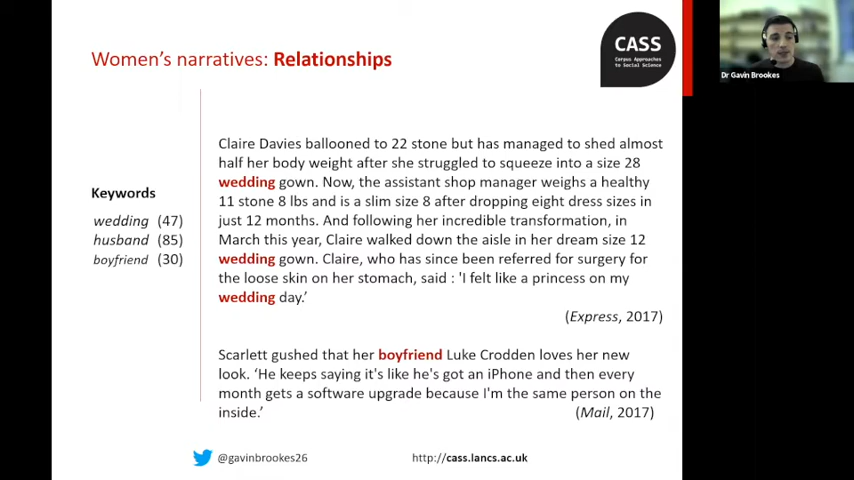 Women's narratives: Relationships
CASS
Corpus Approaches
to Social Science
Dr Gavin Brookes
Keywords
wedding (47)
husband (85)
boyfriend (30)
Claire Davies ballooned to 22 stone but has managed to shed almost
half her body weight after she struggled to squeeze into a size 28
wedding gown. Now, the assistant shop manager weighs a healthy
11 stone 8 lbs and is a slim size 8 after dropping eight dress sizes in
just 12 months. And following her incredible transformation, in
March this year, Claire walked down the aisle in her dream size 12
wedding gown. Claire, who has since been referred for surgery for
the loose skin on her stomach, said : 'I felt like a princess on my
wedding day.'
(Express, 2017)
Scarlett gushed that her boyfriend Luke Crodden loves her new
look. 'He keeps saying it's like he's got an iPhone and then every
month gets a software upgrade because I'm the same person on the
inside.' (Mail, 2017)
@gavinbrookes26
http://cass.lancs.ac.uk